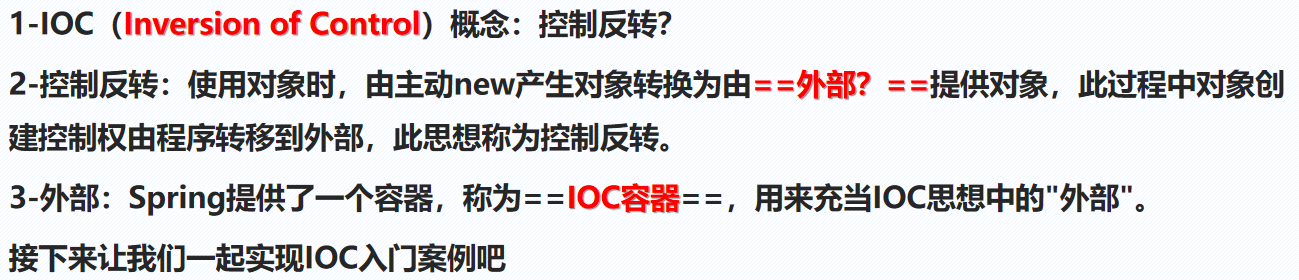 1-IOC（Inversion of Control）概念：控制反转？
2-控制反转：使用对象时，由主动new产生对象转换为由==外部？==提供对象，此过程中对象创
建控制权由程序转移到外部，此思想称为控制反转。
3-外部：Spring提供了一个容器，称为==IOC容器==，用来充当IOC思想中的"外部"。
接下来让我们一起实现IOC入门案例吧